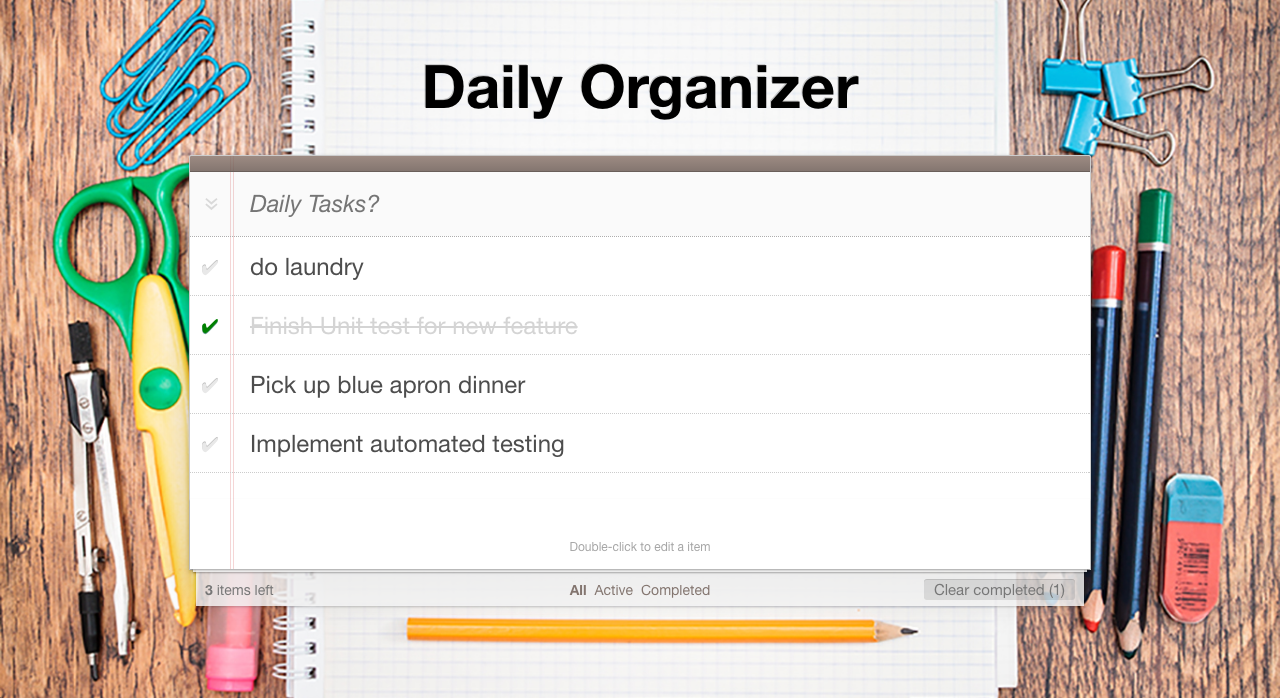 Daily Organizer
Daily Tasks?
do laundry
Finish Unit test for new feature
Pick up blue apron dinner
Implement automated testing
Double-click to edit a item
3 items left All Active Completed Clear completed (1)